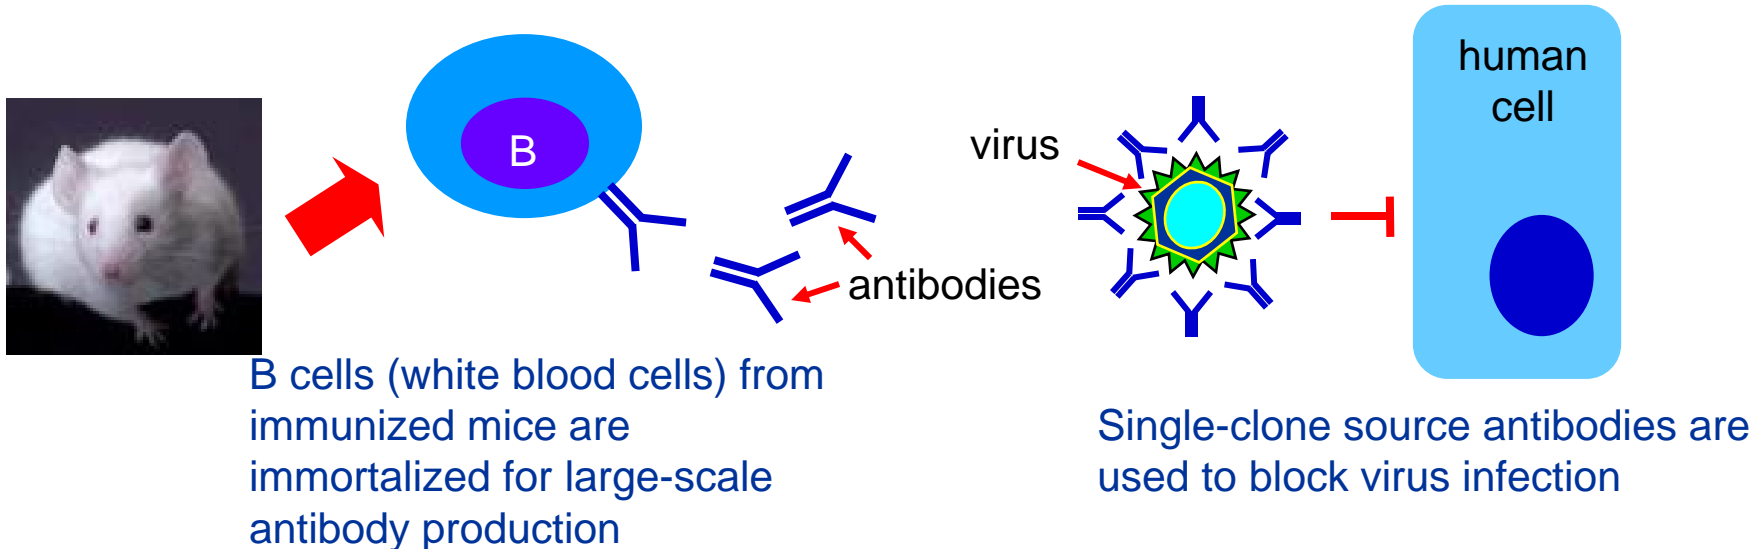 B
antibodies
B cells (white blood cells) from
immunized mice are
immortalized for large-scale
antibody production
virus
human
cell
Single-clone source antibodies are
used to block virus infection